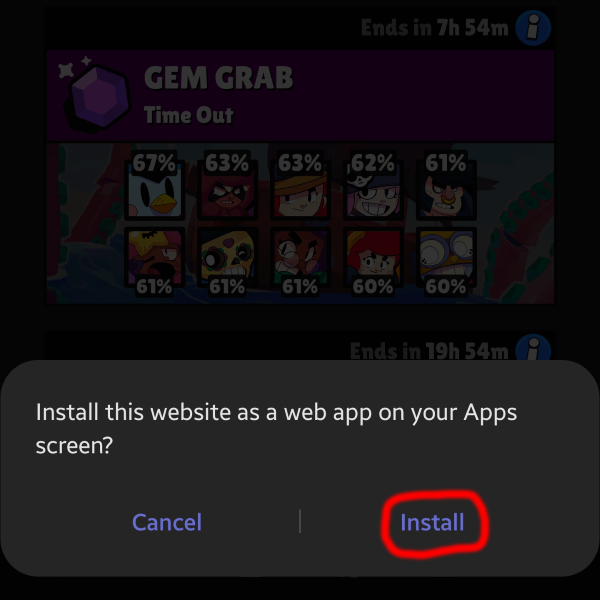 Ends in 7h 54m
GEM GRAB
Time Out
67% 63% 63% 62% 61%
61% 61% 61% 60% 60%
Ends in 19h 54m
Install this website as a web app on your Apps
screen?
Cancel | Install